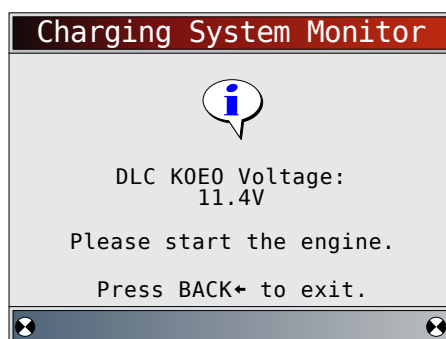 Charging System Monitor
i
DLC KOEO Voltage:
11.4V
Please start the engine.
Press BACK← to exit.